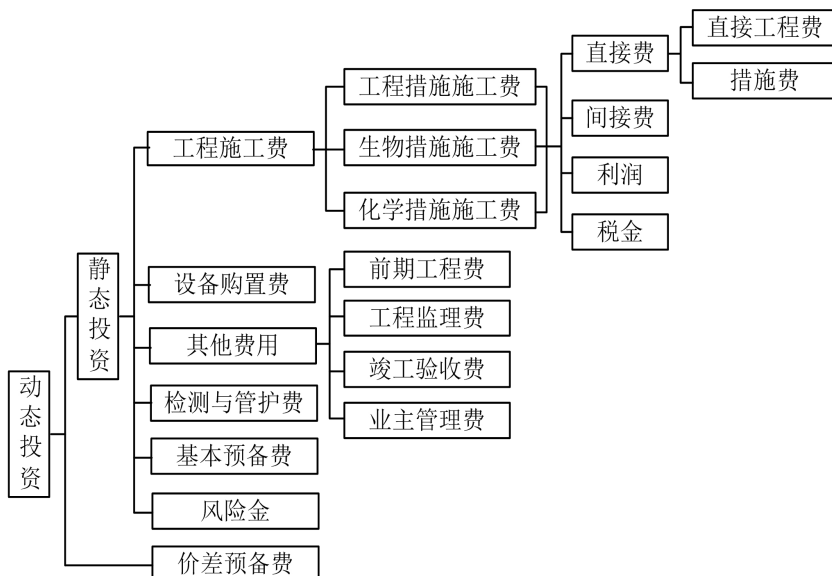 直接工程费
直接费
措施费
工程措施施工费
间接费
工程施工费
生物措施施工费
利润
化学措施施工费
税金
静态投资
设备购置费
前期工程费
其他费用
工程监理费
动态投资
竣工验收费
检测与管护费
业主管理费
基本预备费
风险金
价差预备费